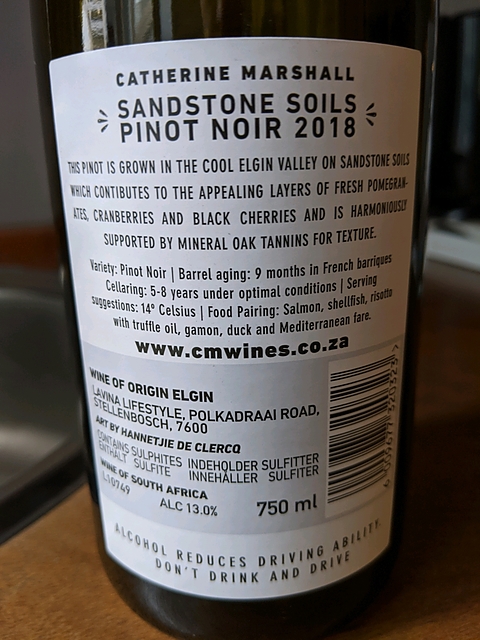 CATHERINE MARSHALL
SANDSTONE SOILS
PINOT NOIR 2018
THIS PINOT IS GROWN IN THE COOL ELGIN VALLEY ON SANDSTONE SOILS
WHICH CONTIBUTES TO THE APPEALING LAYERS OF FRESH POMEGRAN-
ATES, CRANBERRIES AND BLACK CHERRIES AND IS HARMONIOUSLY
SUPPORTED BY MINERAL OAK TANNINS FOR TEXTURE.
Variety: Pinot Noir | Barrel aging: 9 months in French barriques
Cellaring: 5-8 years under optimal conditions | Serving
suggestions: 14° Celsius | Food Pairing: Salmon, shellfish, risotto
with truffle oil, gamon, duck and Mediterranean fare.
www.cmwines.co.za
WINE OF ORIGIN ELGIN
LAVINA LIFESTYLE, POLKADRAAI ROAD,
STELLENBOSCH, 7600
ART BY HANNETJIE DE CLERCQ
CONTAINS SULPHITES INDEHOLDER SULFITTER
ENTHÄLT SULFITE INNEHÅLLER SULFITER
WINE OF SOUTH AFRICA
L10749 ALC 13.0% 750 ml
ALCOHOL REDUCES DRIVING ABILITY,
DON'T DRINK AND DRIVE